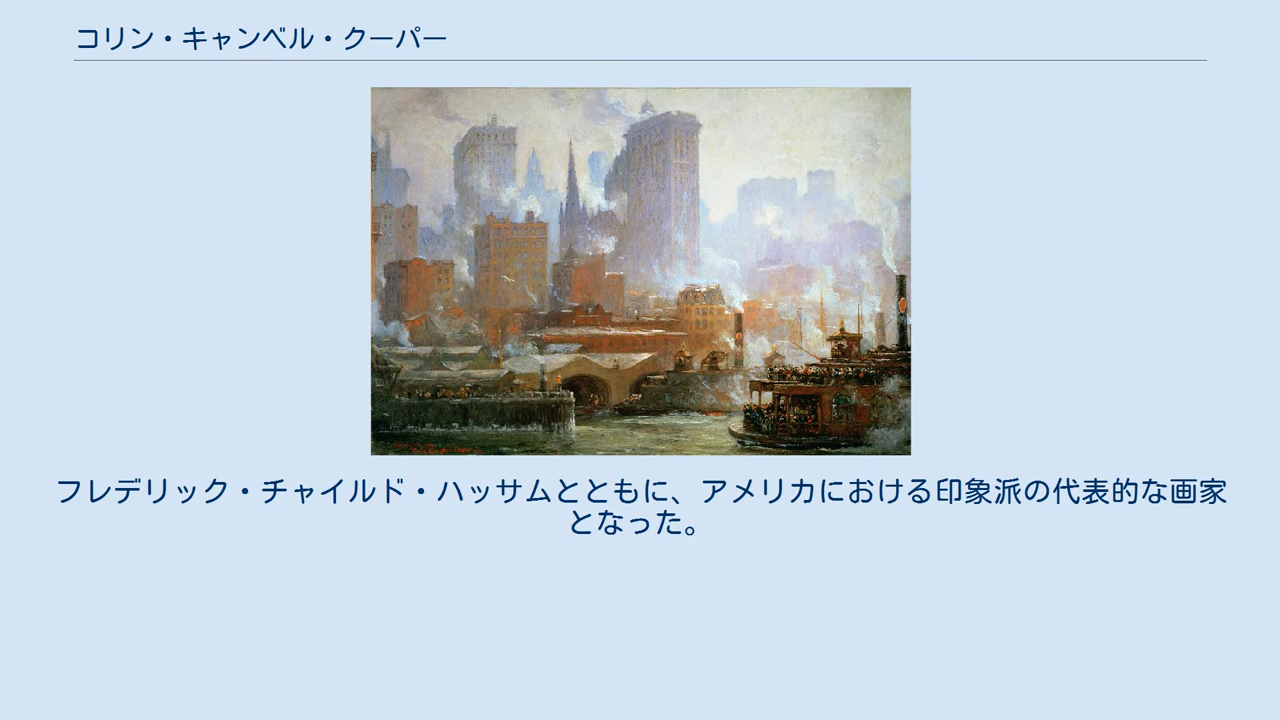 コリン・キャンベル・クーパー
フレデリック・チャイルド・ハッサムとともに、アメリカにおける印象派の代表的な画家
となった。